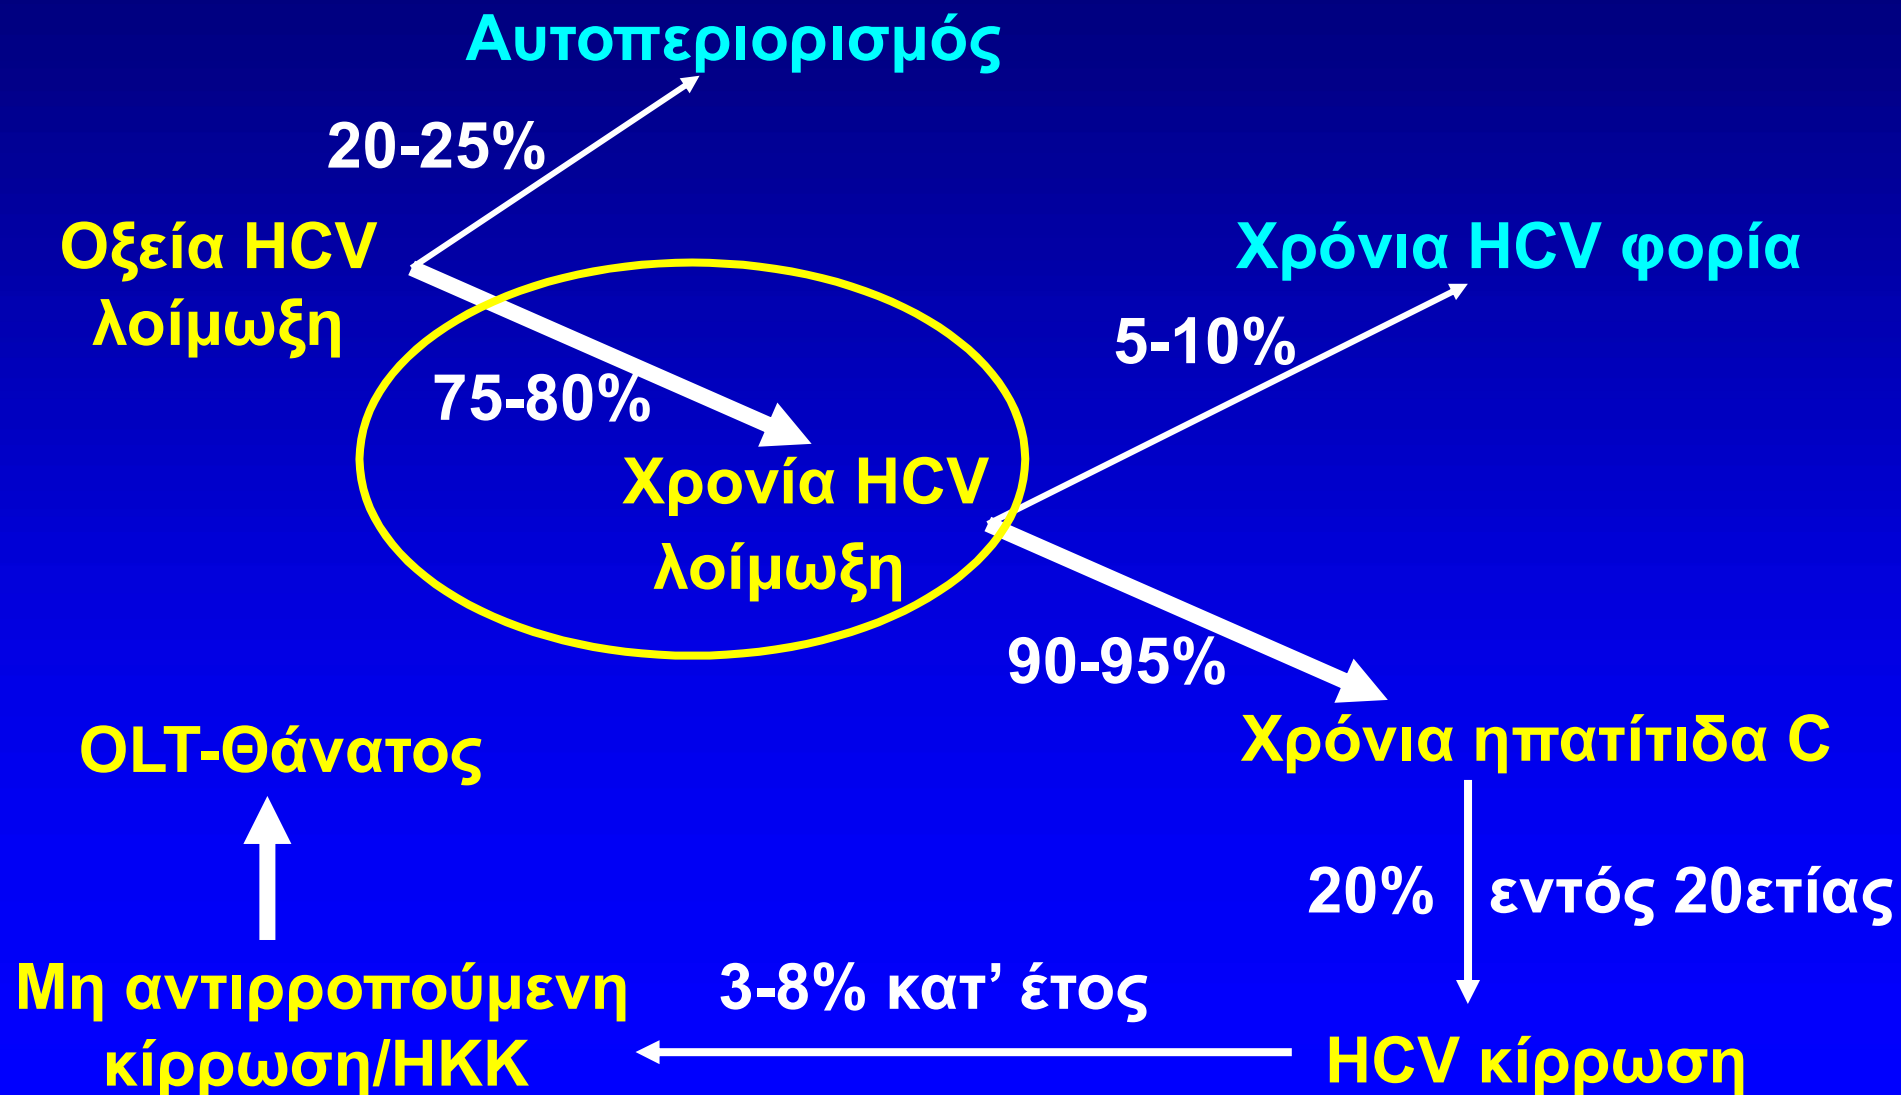 Αυτοπεριορισμός
20-25%
Οξεία HCV
λοίμωξη
Χρόνια HCV φορία
5-10%
75-80%
Χρονία HCV
λοίμωξη
90-95%
OLT-Θάνατος
Χρόνια ηπατίτιδα C
20% εντός 20ετίας
Μη αντιρροπούμενη
κίρρωση/ΗΚΚ
3-8% κατ’ έτος
HCV κίρρωση